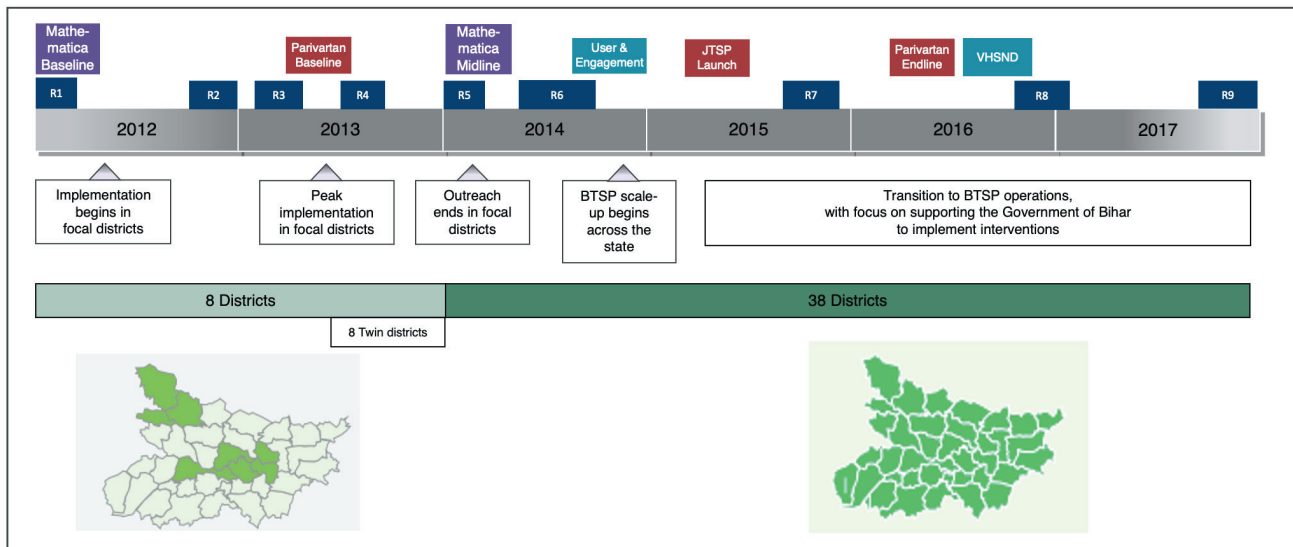 Mathe-
matica
Baseline
Parivartan
Baseline
Mathe-
matica
Midline
User &
Engagement
JTSP
Launch
Parivartan
Endline
VHSND
R1
R2
R3
R4
R5
R6
R7
R8
R9
2012
2013
2014
2015
2016
2017
Implementation
begins in
focal districts
Peak
implementation
in focal districts
Outreach
ends in focal
districts
BTSP scale-
up begins
across the
state
Transition to BTSP operations,
with focus on supporting the Government of Bihar
to implement interventions
8 Districts
38 Districts
8 Twin districts